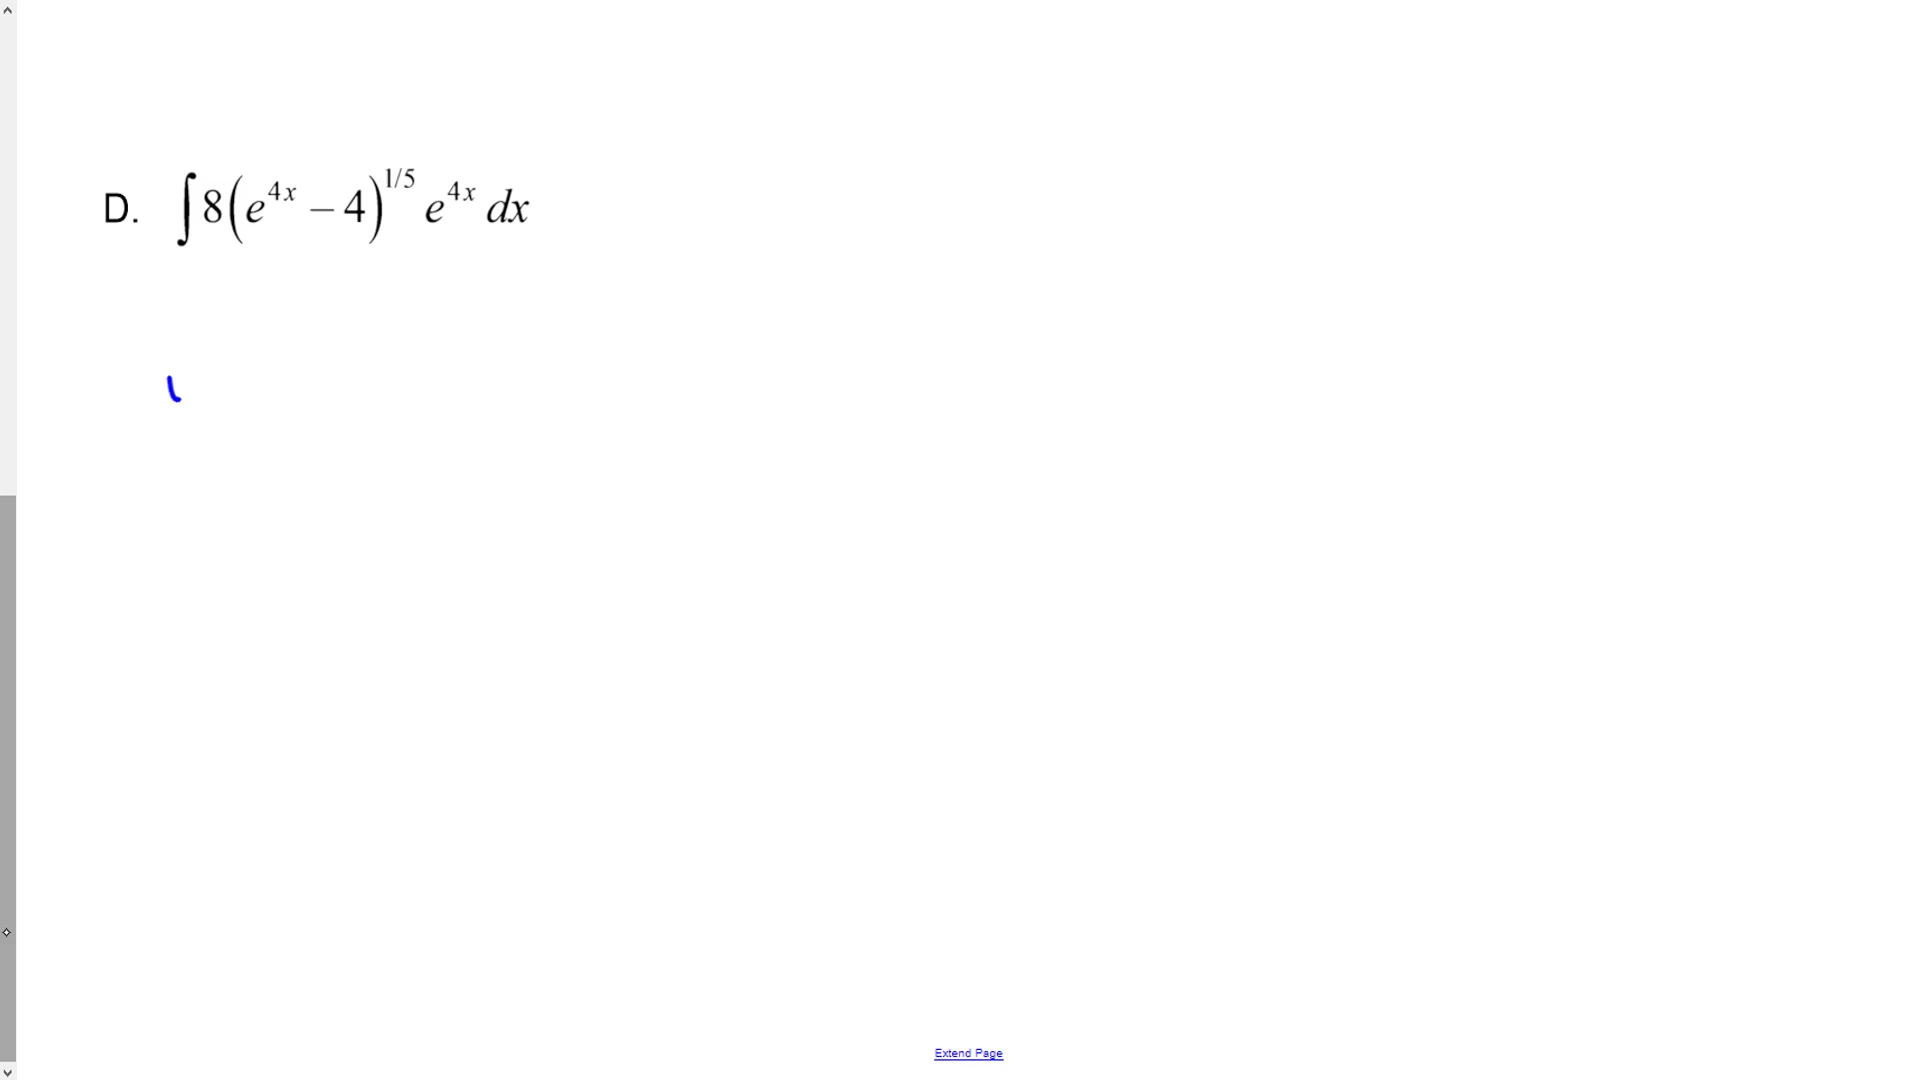 D. ∫8(e^{4x} − 4)^{1/5} e^{4x} dx
Extend Page